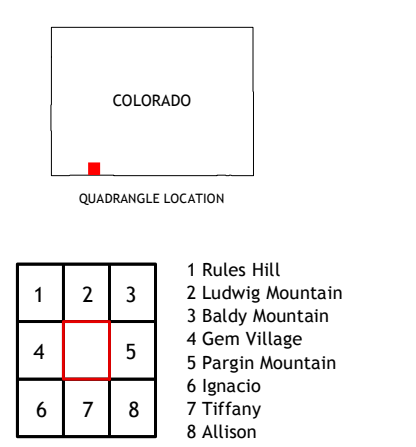 COLORADO
QUADRANGLE LOCATION
1 2 3
4 5
6 7 8
1 Rules Hill
2 Ludwig Mountain
3 Baldy Mountain
4 Gem Village
5 Pargin Mountain
6 Ignacio
7 Tiffany
8 Allison